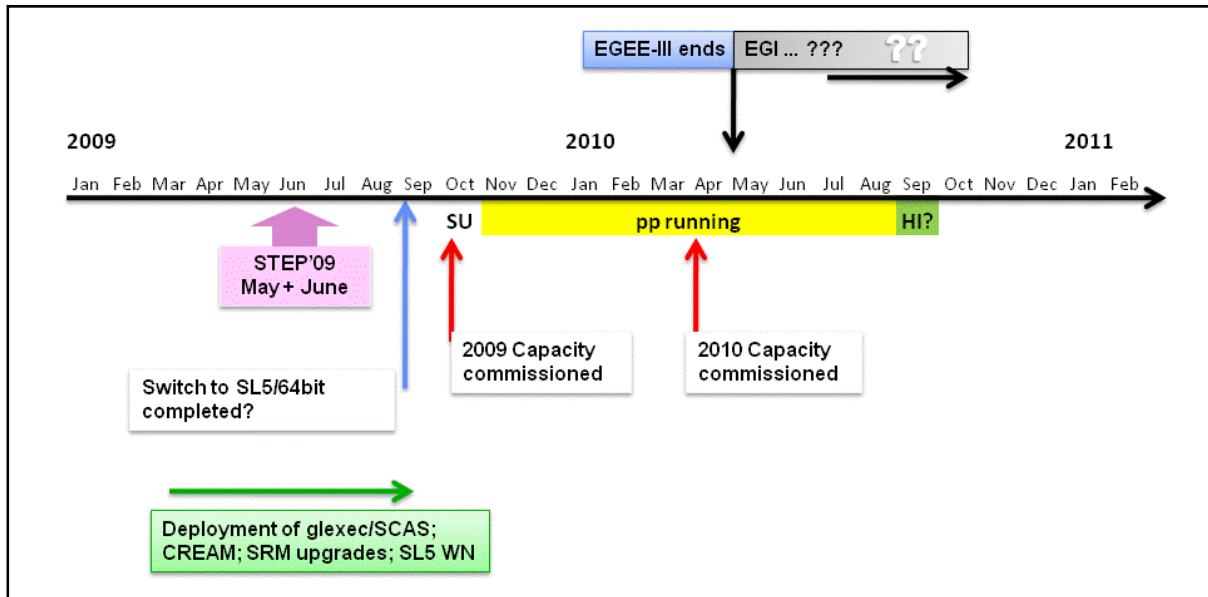 EGEE-III ends EGI ... ??? ??
2009 2010 2011
Jan Feb Mar Apr May Jun Jul Aug Sep Oct Nov Dec Jan Feb Mar Apr May Jun Jul Aug Sep Oct Nov Dec Jan Feb
SU pp running HI?
STEP'09
May + June
2009 Capacity
commissioned
2010 Capacity
commissioned
Switch to SL5/64bit
completed?
Deployment of glexec/SCAS;
CREAM; SRM upgrades; SL5 WN